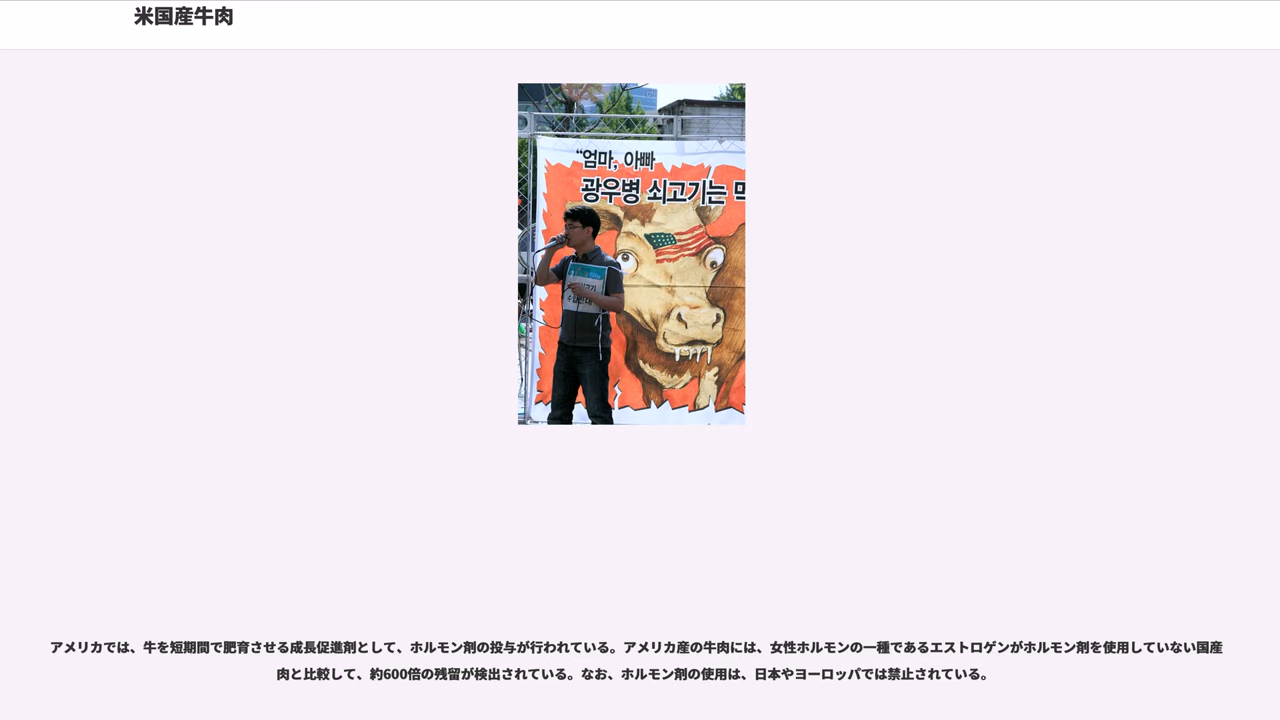 米国産牛肉
“엄마, 아빠
광우병 쇠고기는
アメリカでは、牛を短期間で肥育させる成長促進剤として、ホルモン剤の投与が行われている。アメリカ産の牛肉には、女性ホルモンの一種であるエストロゲンがホルモン剤を使用していない国産
肉と比較して、約600倍の残留が検出されている。なお、ホルモン剤の使用は、日本やヨーロッパでは禁止されている。